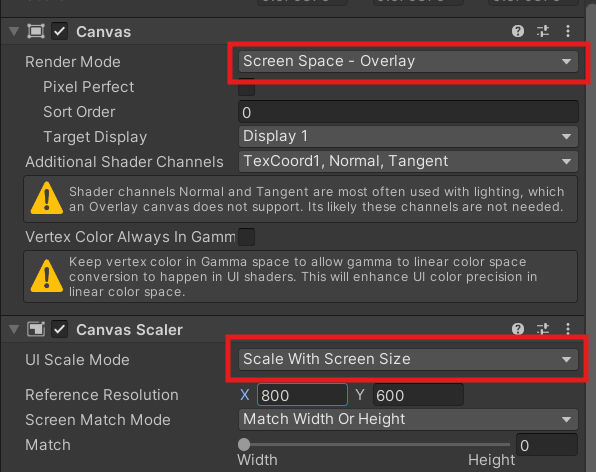 Canvas
Render Mode Screen Space - Overlay
Pixel Perfect
Sort Order 0
Target Display Display 1
Additional Shader Channels TexCoord1, Normal, Tangent
Shader channels Normal and Tangent are most often used with lighting, which
an Overlay canvas does not support. Its likely these channels are not needed.
Vertex Color Always In Gamm
Keep vertex color in Gamma space to allow gamma to linear color space
conversion to happen in UI shaders. This will enhance UI color precision in
linear color space.
Canvas Scaler
UI Scale Mode Scale With Screen Size
Reference Resolution X 800 Y 600
Screen Match Mode Match Width Or Height
Match 0
Width Height